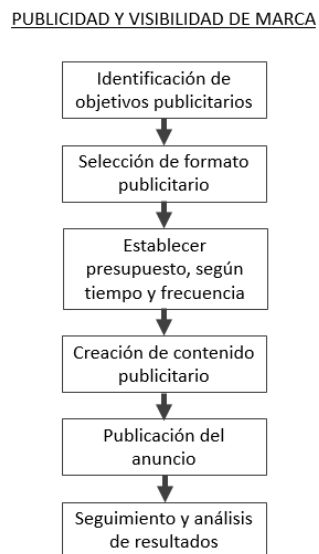 PUBLICIDAD Y VISIBILIDAD DE MARCA
Identificación de
objetivos publicitarios
Selección de formato
publicitario
Establecer
presupuesto, según
tiempo y frecuencia
Creación de contenido
publicitario
Publicación del
anuncio
Seguimiento y análisis
de resultados